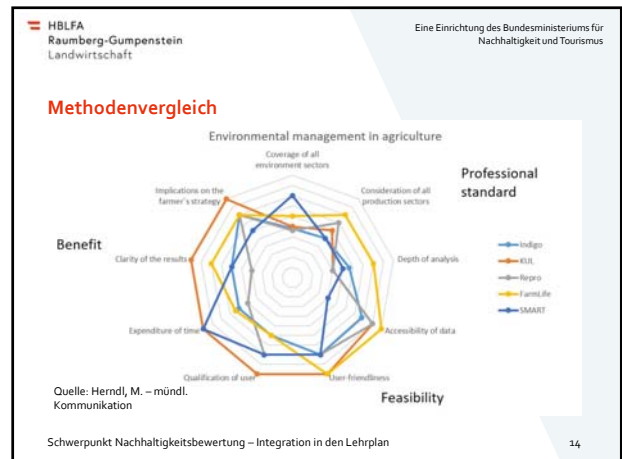 HBLFA
Raumberg-Gumpenstein
Landwirtschaft
Eine Einrichtung des Bundesministeriums für
Nachhaltigkeit und Tourismus
Methodenvergleich
Environmental management in agriculture
Coverage of all
environment sectors
Professional
standard
Implications on the
farmer's strategy
Consideration of all
production sectors
Benefit
Clarity of the results
Depth of analysis
Indigo
KUL
Repro
FarmLife
SMART
Expenditure of time
Accessibility of data
Qualification of user
User-friendliness
Quelle: Herndl, M. – mündl.
Kommunikation
Feasibility
Schwerpunkt Nachhaltigkeitsbewertung – Integration in den Lehrplan
14